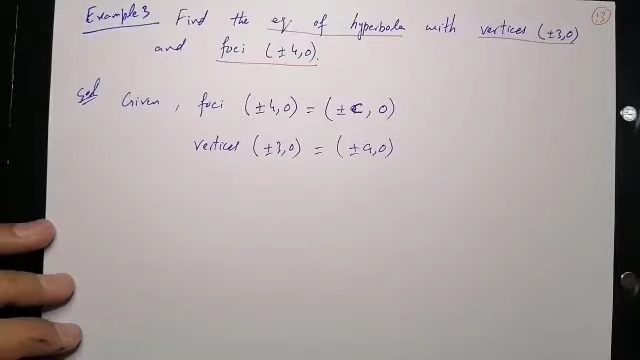 Example 3 Find the eq. of hyperbola with vertices (±3,0) 13
and foci (±4,0).
Sol Given, foci (±4,0) = (±c, 0)
vertices (±3,0) = (±a,0)